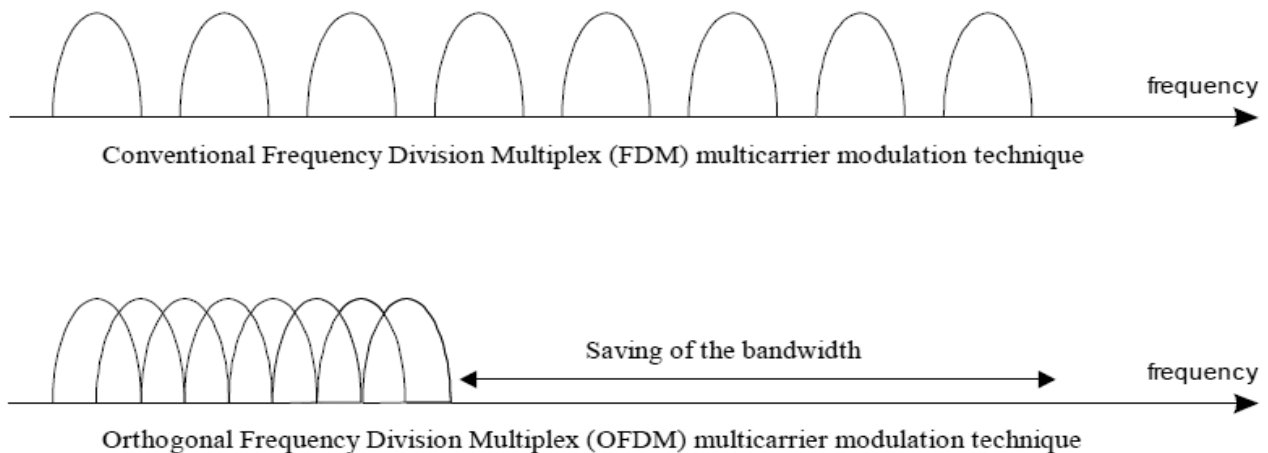 frequency
Conventional Frequency Division Multiplex (FDM) multicarrier modulation technique
Saving of the bandwidth
frequency
Orthogonal Frequency Division Multiplex (OFDM) multicarrier modulation technique